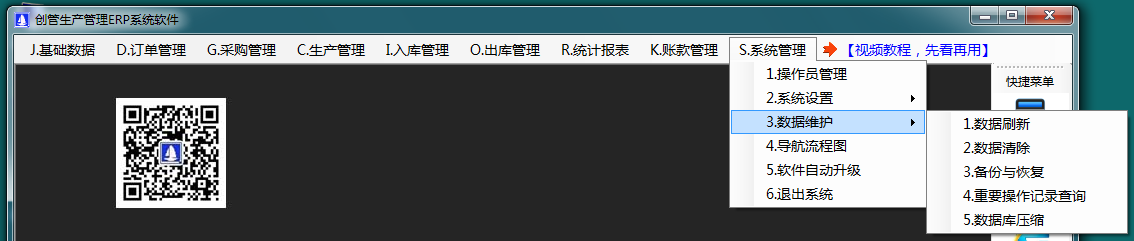 创管生产管理ERP系统软件
J.基础数据 D.订单管理 G.采购管理 C.生产管理 I.入库管理 O.出库管理 R.统计报表 K.账款管理 S.系统管理 【视频教程，先看再用】
1.操作员管理
2.系统设置
3.数据维护
4.导航流程图
5.软件自动升级
6.退出系统
快捷菜单
1.数据刷新
2.数据清除
3.备份与恢复
4.重要操作记录查询
5.数据库压缩